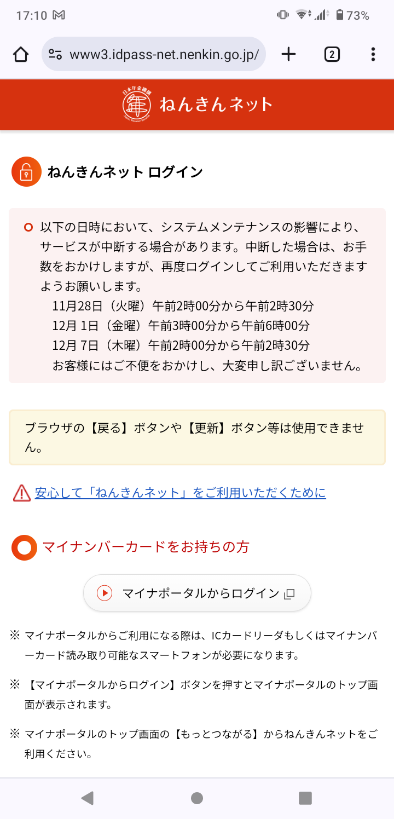 17:10 73%
www3.idpass-net.nenkin.go.jp/ 2
日本年金機構 ねんきんネット
ねんきんネット ログイン
以下の日時において、システムメンテナンスの影響により、
サービスが中断する場合があります。中断した場合は、お手
数をおかけしますが、再度ログインしてご利用いただきます
ようお願いします。
11月28日（火曜）午前2時00分から午前2時30分
12月 1日（金曜）午前3時00分から午前6時00分
12月 7日（木曜）午前2時00分から午前2時30分
お客様にはご不便をおかけし、大変申し訳ございません。
ブラウザの【戻る】ボタンや【更新】ボタン等は使用できませ
ん。
安心して「ねんきんネット」をご利用いただくために
マイナンバーカードをお持ちの方
マイナポータルからログイン
※ マイナポータルからご利用になる際は、ICカードリーダもしくはマイナンバ
ーカード読み取り可能なスマートフォンが必要になります。
※ 【マイナポータルからログイン】ボタンを押すとマイナポータルのトップ画
面が表示されます。
※ マイナポータルのトップ画面の【もっとつながる】からねんきんネットをご
利用ください。